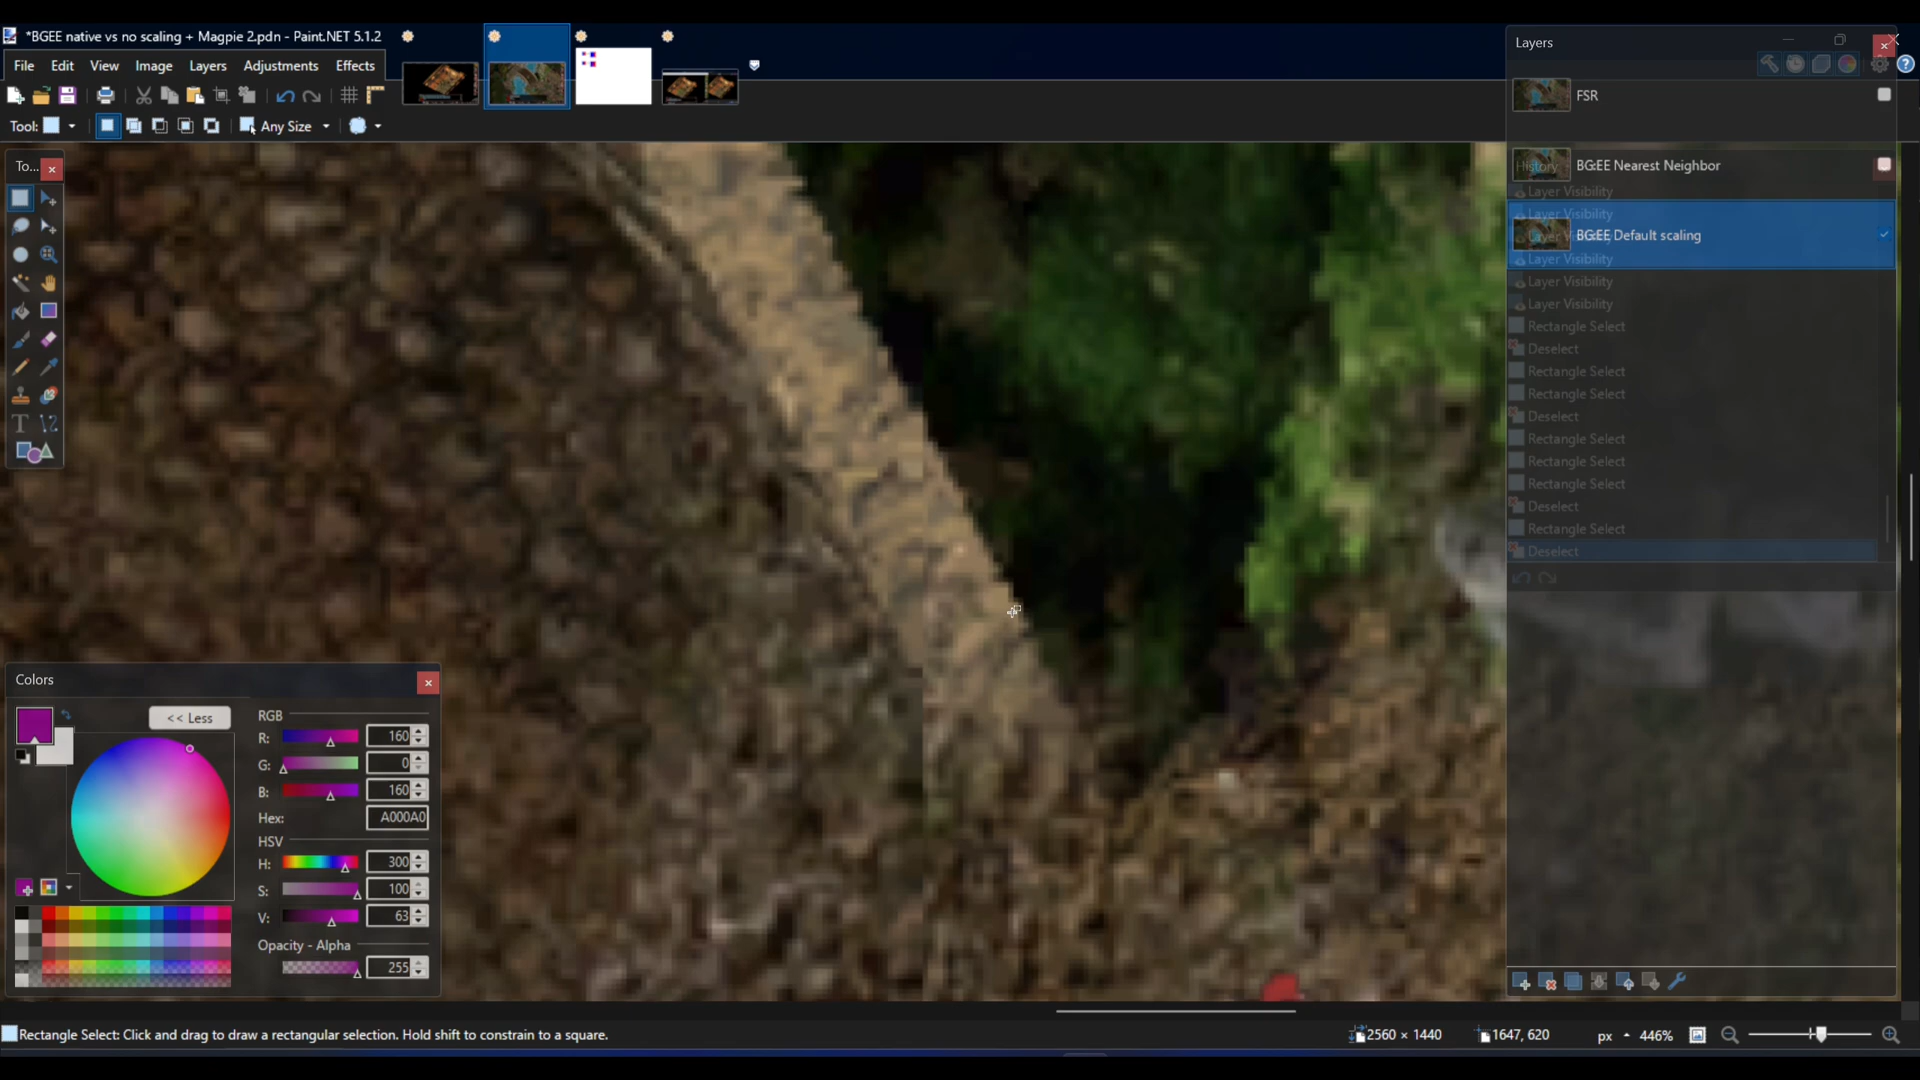 *BGEE native vs no scaling + Magpie 2.pdn - Paint.NET 5.1.2
File Edit View Image Layers Adjustments Effects
Tool: Any Size
To...
Layers
FSR
History
BG:EE Nearest Neighbor
Layer Visibility
Layer Visibility
BG:EE Default scaling
Layer Visibility
Layer Visibility
Layer Visibility
Rectangle Select
Deselect
Rectangle Select
Rectangle Select
Deselect
Rectangle Select
Rectangle Select
Rectangle Select
Deselect
Rectangle Select
Deselect
Colors
<< Less
RGB
R: 160
G: 0
B: 160
Hex: A000A0
HSV
H: 300
S: 100
V: 63
Opacity - Alpha
255
Rectangle Select: Click and drag to draw a rectangular selection. Hold shift to constrain to a square.
2560 × 1440
1647, 620
px
446%